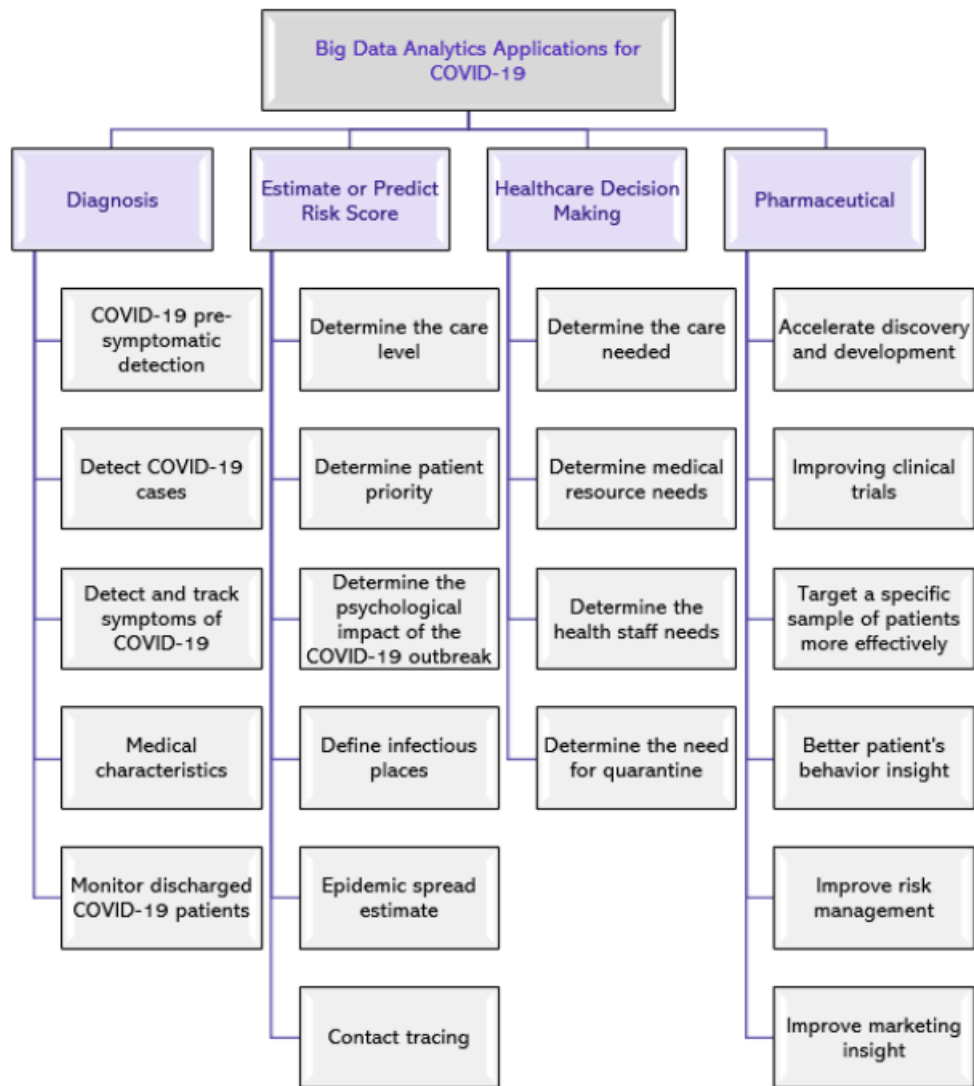 Big Data Analytics Applications for
COVID-19
Diagnosis
Estimate or Predict
Risk Score
Healthcare Decision
Making
Pharmaceutical
COVID-19 pre-
symptomatic
detection
Detect COVID-19
cases
Detect and track
symptoms of
COVID-19
Medical
characteristics
Monitor discharged
COVID-19 patients
Determine the care
level
Determine patient
priority
Determine the
psychological
impact of the
COVID-19 outbreak
Define infectious
places
Epidemic spread
estimate
Contact tracing
Determine the care
needed
Determine medical
resource needs
Determine the
health staff needs
Determine the need
for quarantine
Accelerate discovery
and development
Improving clinical
trials
Target a specific
sample of patients
more effectively
Better patient's
behavior insight
Improve risk
management
Improve marketing
insight